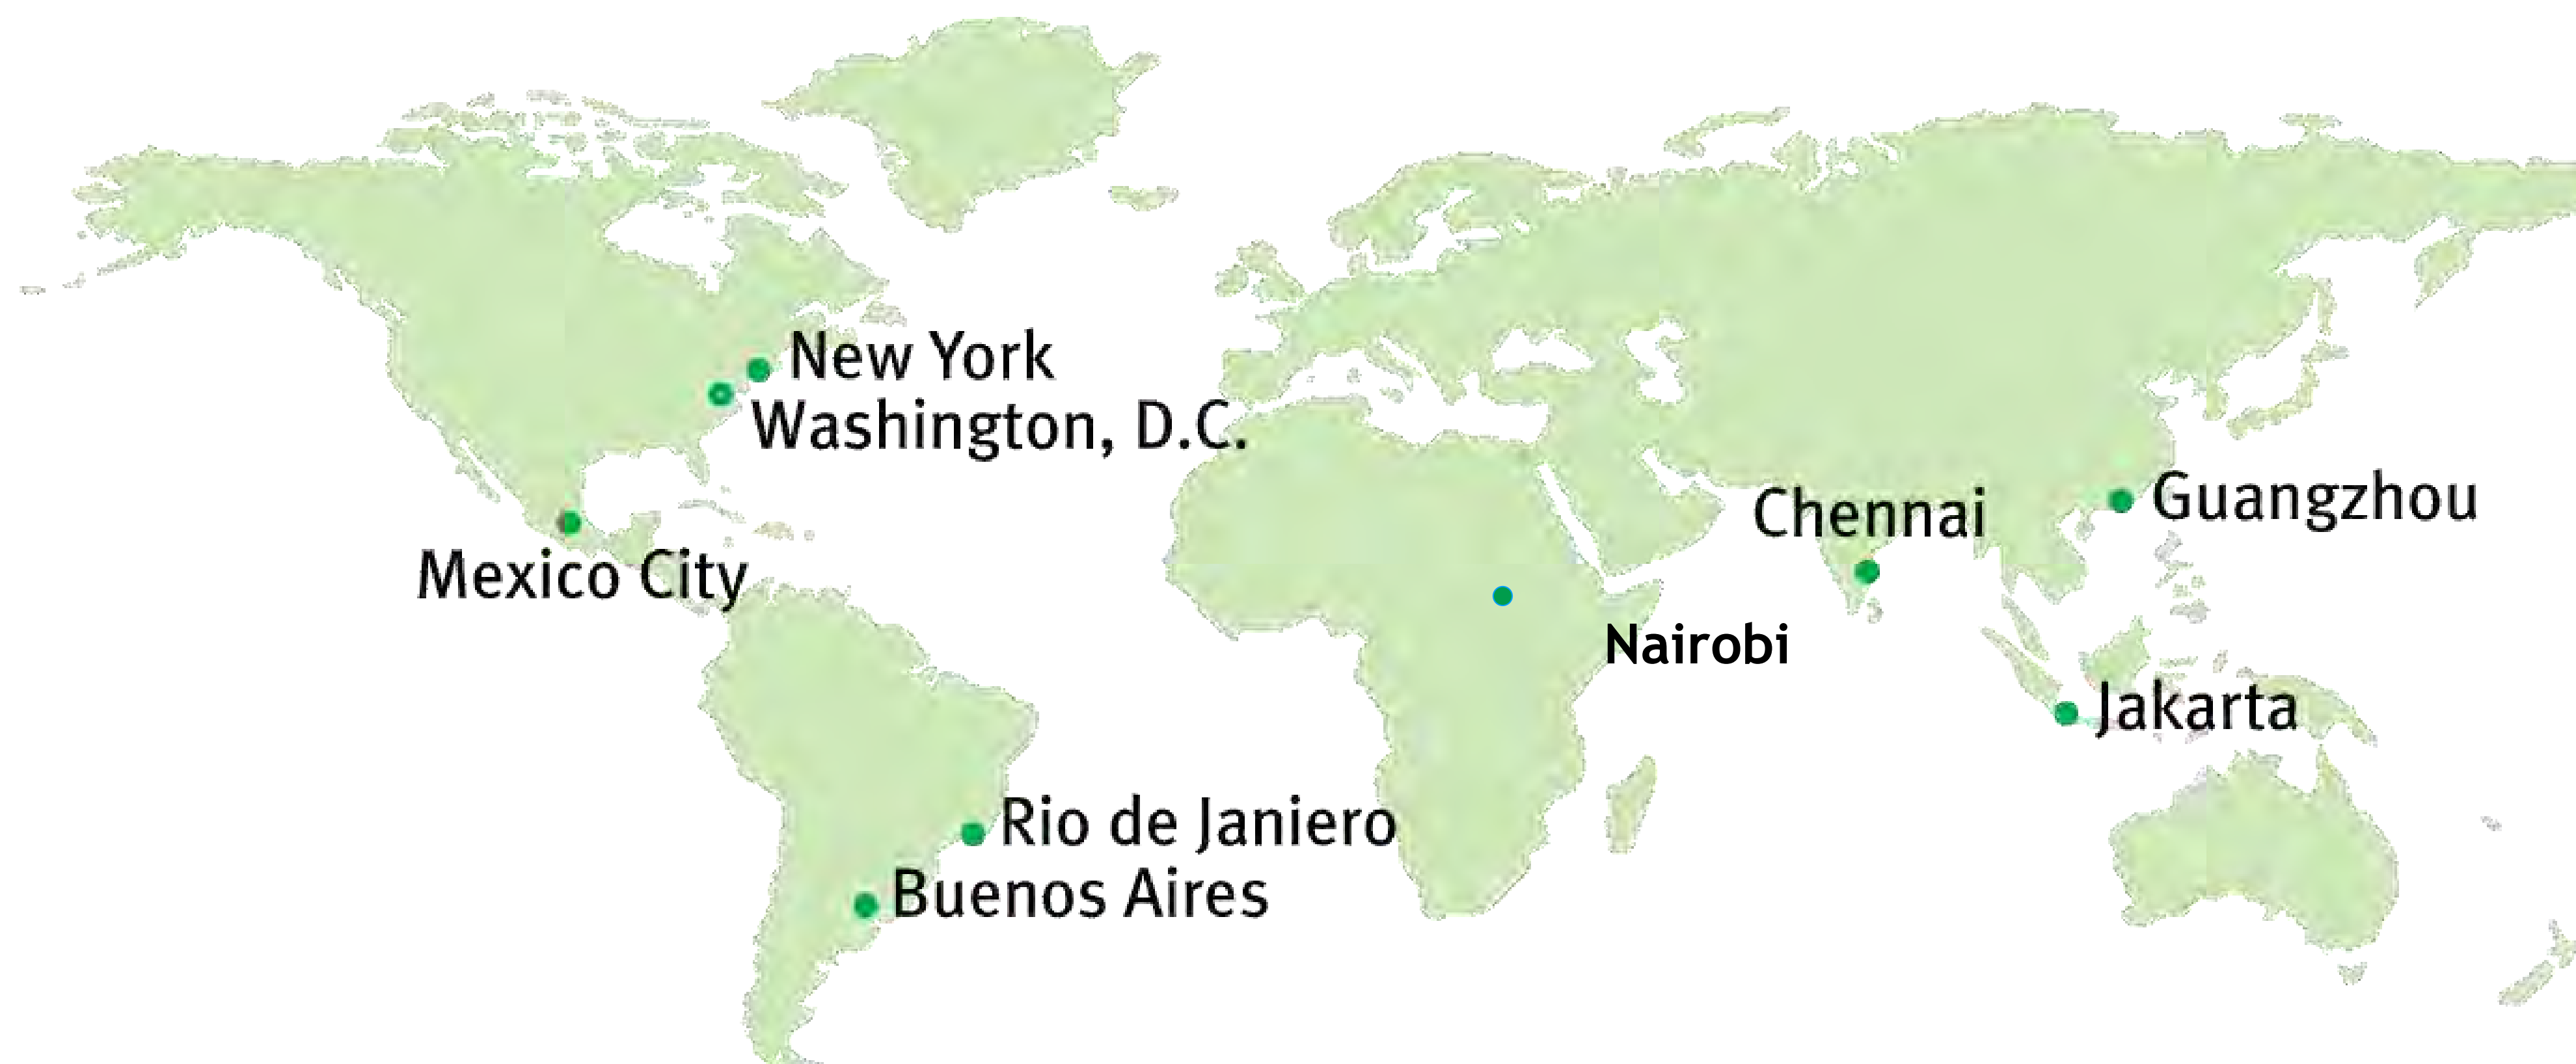 New York
Washington, D.C.
Mexico City
Chennai
Guangzhou
Nairobi
Jakarta
Rio de Janiero
Buenos Aires